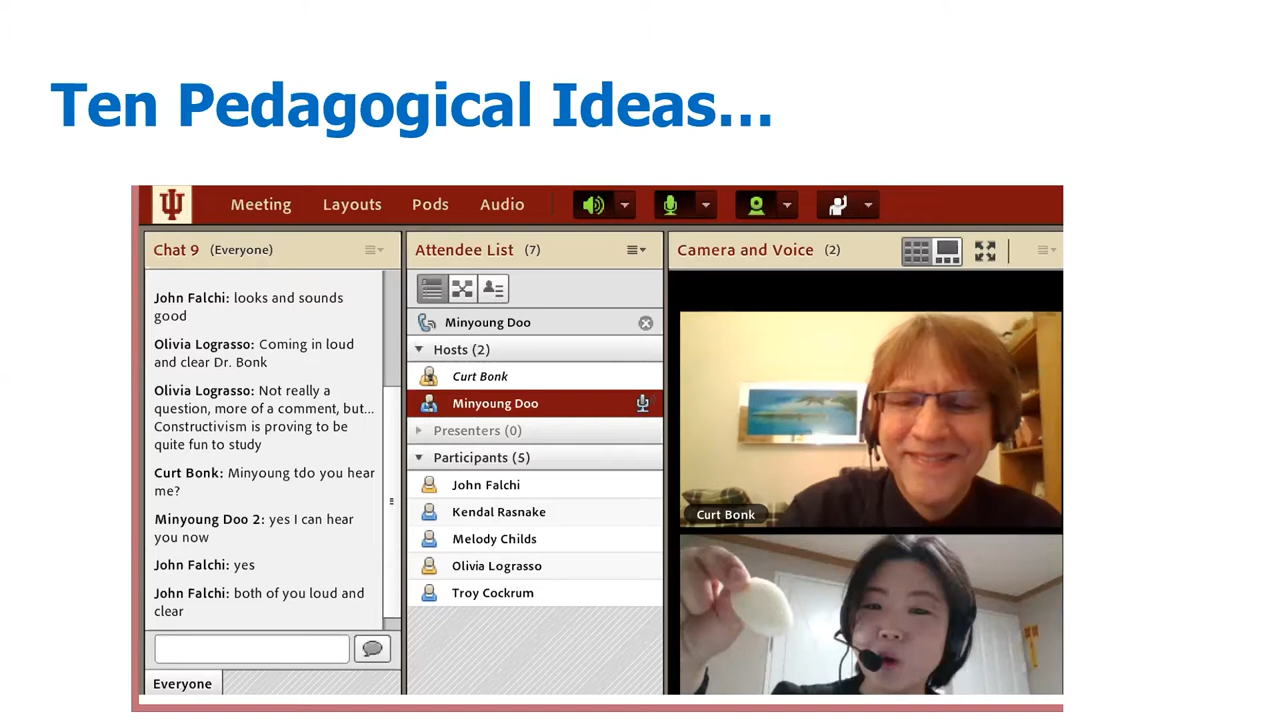 Ten Pedagogical Ideas...
Meeting Layouts Pods Audio
Chat 9 (Everyone)
John Falchi: looks and sounds
good
Olivia Lograsso: Coming in loud
and clear Dr. Bonk
Olivia Lograsso: Not really a
question, more of a comment, but...
Constructivism is proving to be
quite fun to study
Curt Bonk: Minyoung tdo you hear
me?
Minyoung Doo 2: yes I can hear
you now
John Falchi: yes
John Falchi: both of you loud and
clear
Everyone
Attendee List (7)
Minyoung Doo
Hosts (2)
Curt Bonk
Minyoung Doo
Presenters (0)
Participants (5)
John Falchi
Kendal Rasnake
Melody Childs
Olivia Lograsso
Troy Cockrum
Camera and Voice (2)
Curt Bonk